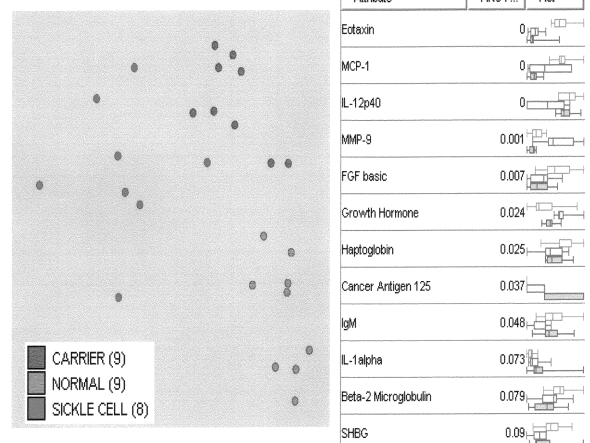 Eotaxin 0
MCP-1 0
IL-12p40 0
MMP-9 0.001
FGF basic 0.007
Growth Hormone 0.024
Haptoglobin 0.025
Cancer Antigen 125 0.037
IgM 0.048
IL-1alpha 0.073
Beta-2 Microglobulin 0.079
SHBG 0.09
CARRIER (9)
NORMAL (9)
SICKLE CELL (8)